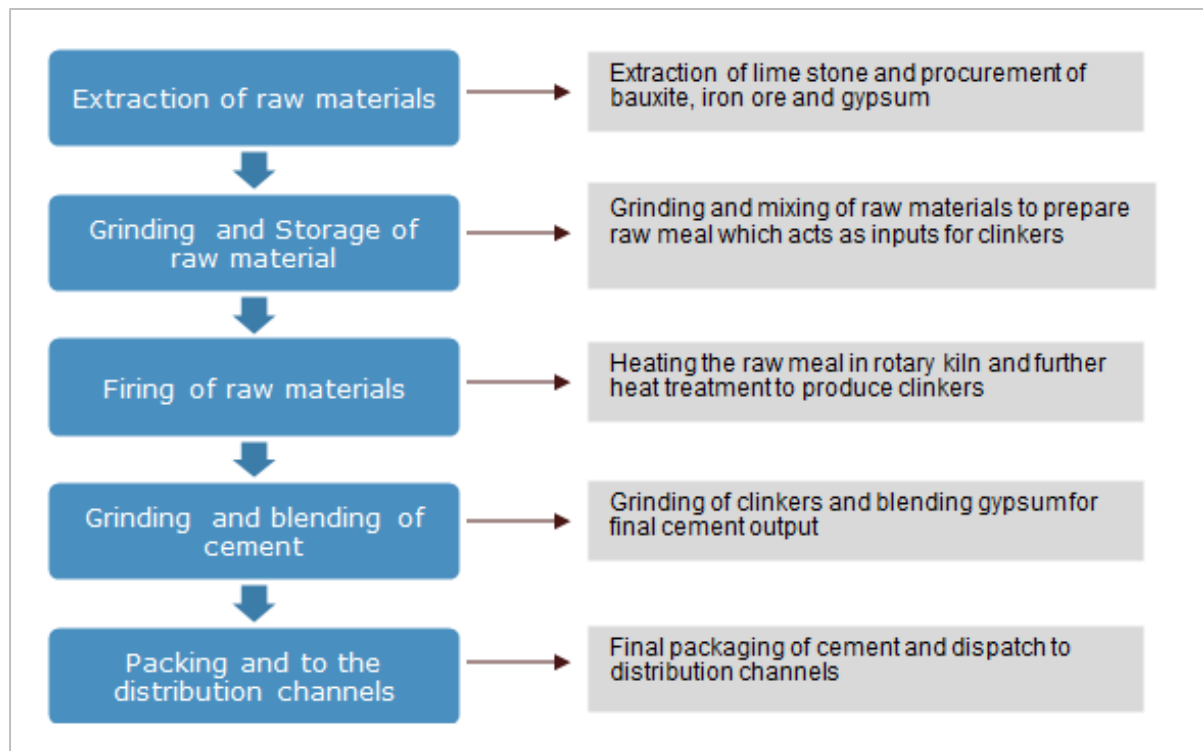 Extraction of raw materials
Extraction of lime stone and procurement of
bauxite, iron ore and gypsum
Grinding and Storage of
raw material
Grinding and mixing of raw materials to prepare
raw meal which acts as inputs for clinkers
Firing of raw materials
Heating the raw meal in rotary kiln and further
heat treatment to produce clinkers
Grinding and blending of
cement
Grinding of clinkers and blending gypsum for
final cement output
Packing and to the
distribution channels
Final packaging of cement and dispatch to
distribution channels